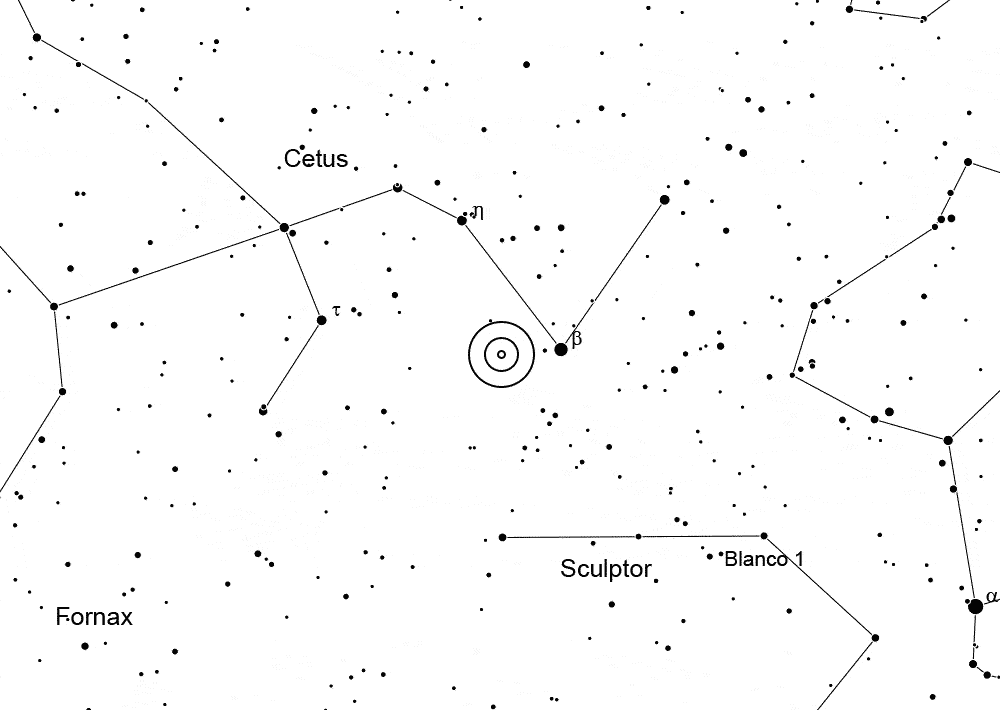 Cetus
η
τ
β
Blanco 1
Sculptor
α
Fornax